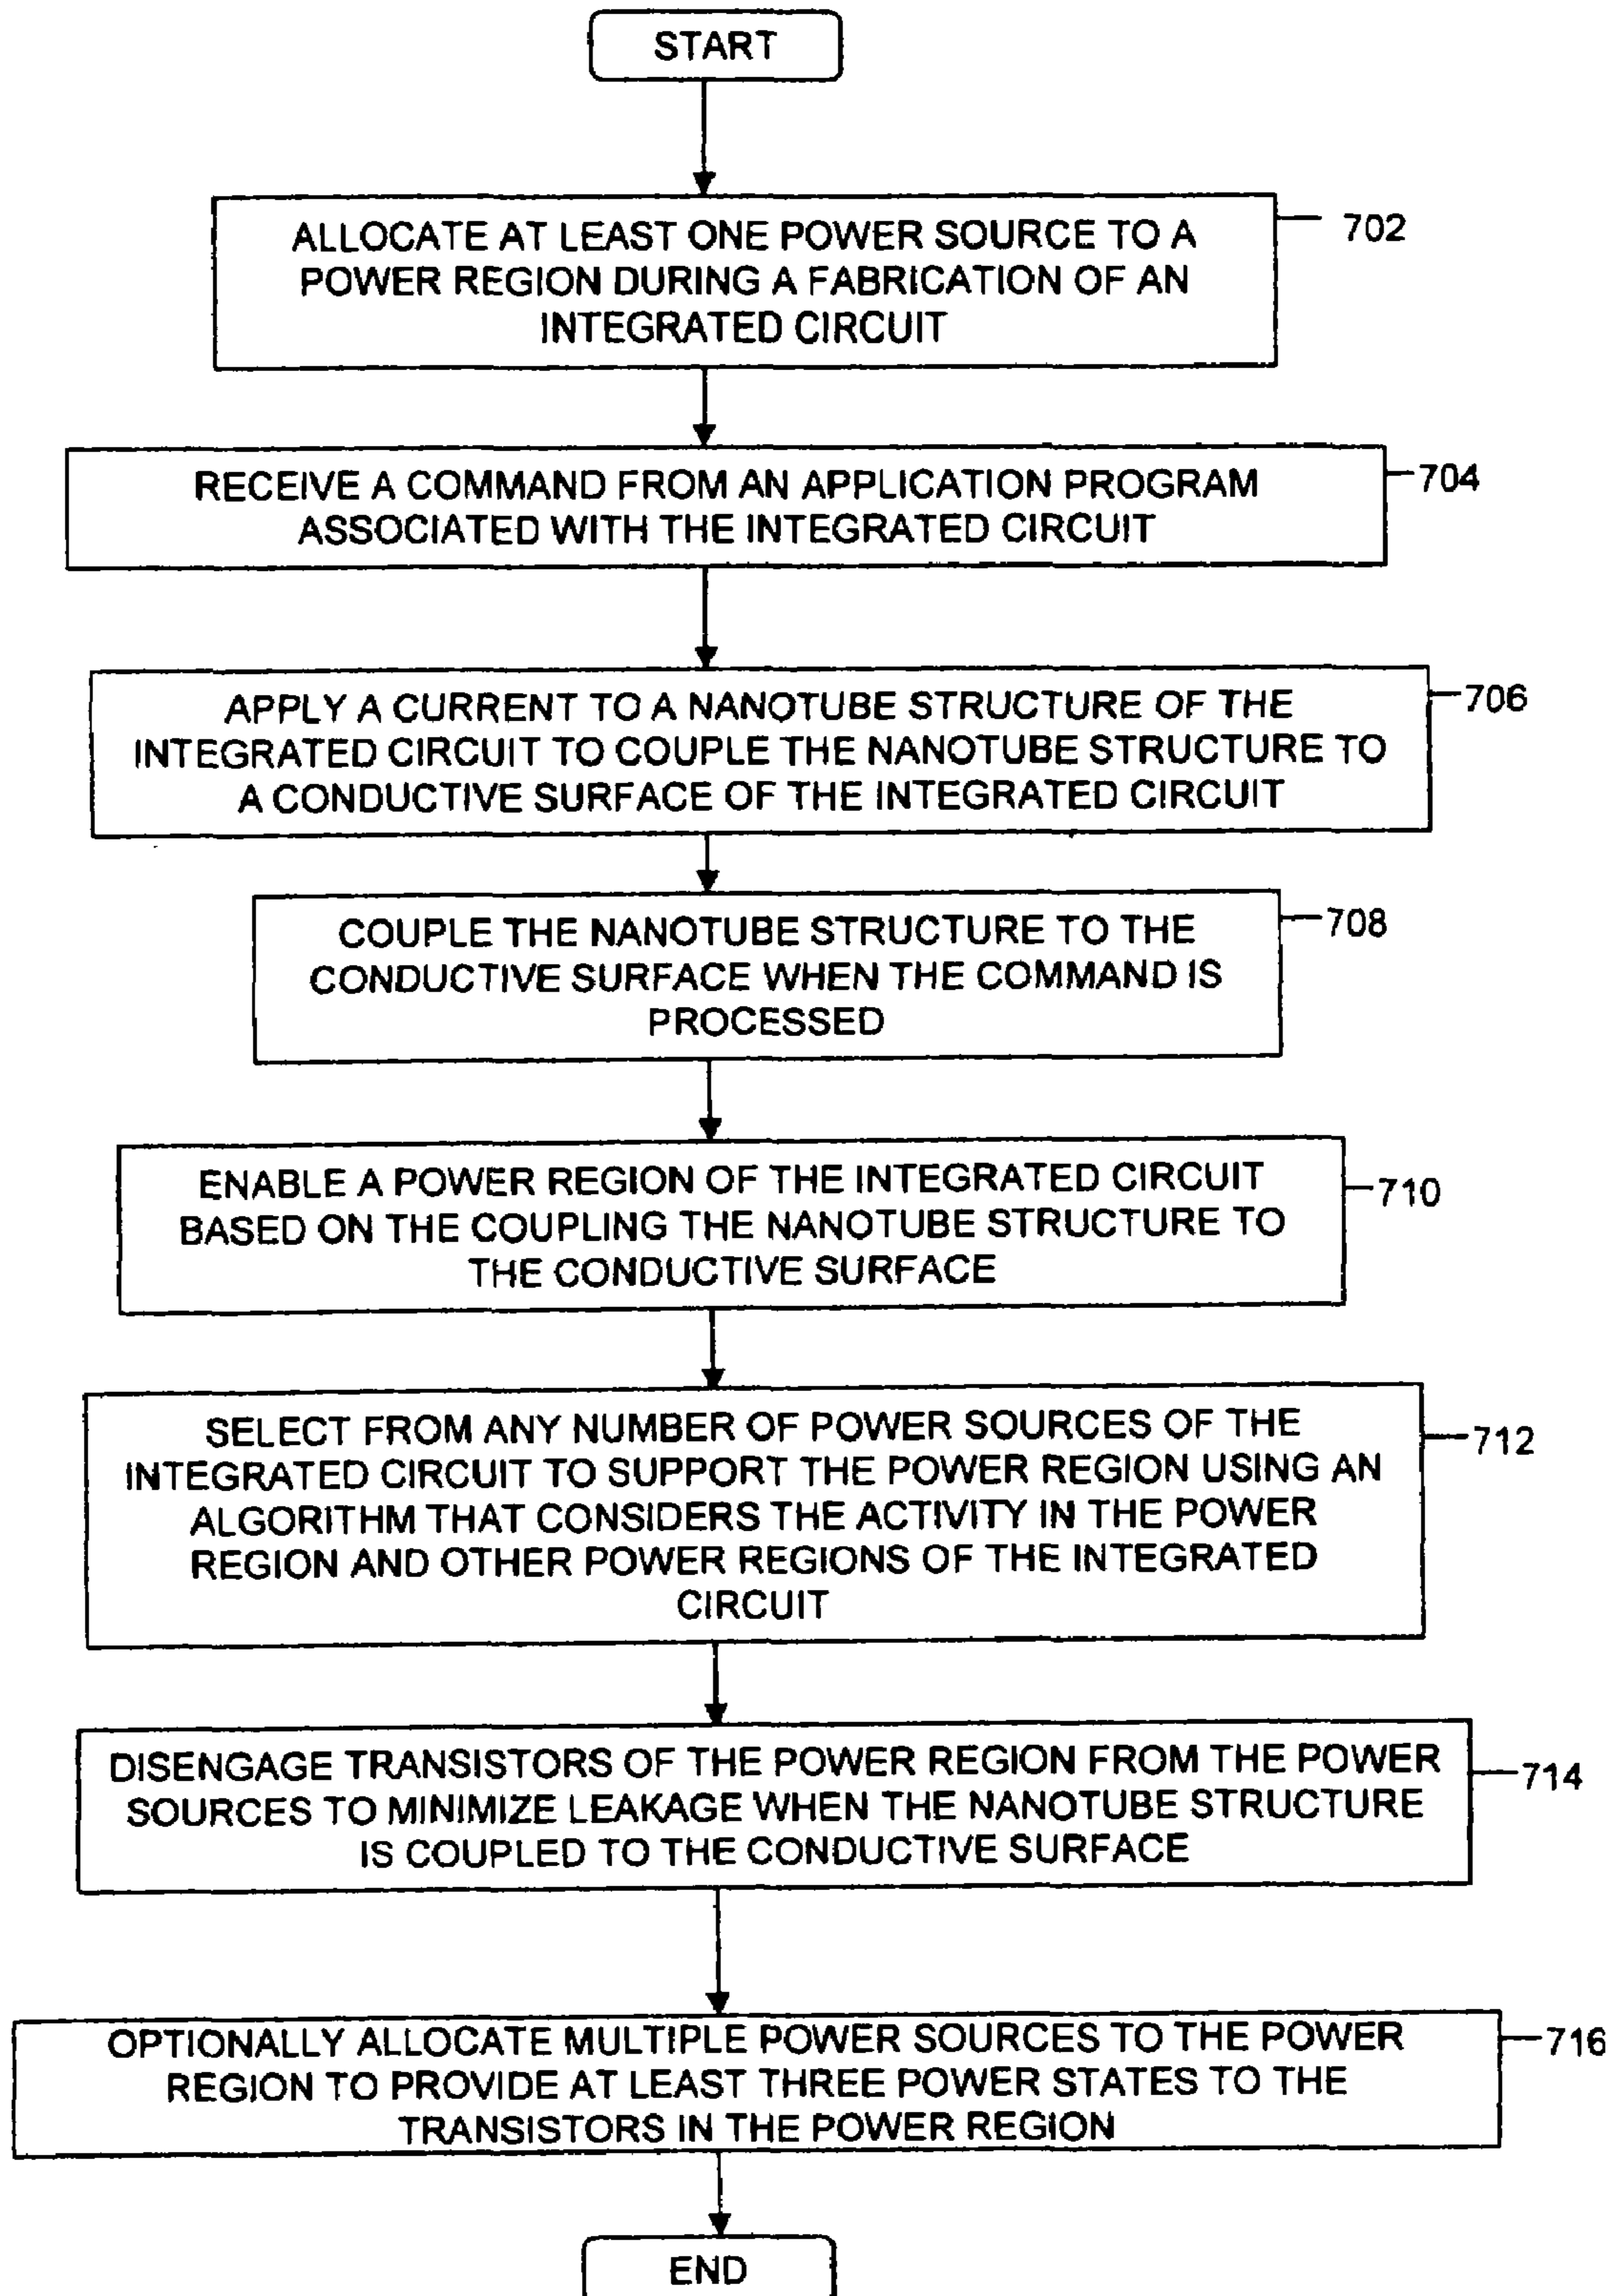 START
ALLOCATE AT LEAST ONE POWER SOURCE TO A
POWER REGION DURING A FABRICATION OF AN
INTEGRATED CIRCUIT
702
RECEIVE A COMMAND FROM AN APPLICATION PROGRAM
ASSOCIATED WITH THE INTEGRATED CIRCUIT
704
APPLY A CURRENT TO A NANOTUBE STRUCTURE OF THE
INTEGRATED CIRCUIT TO COUPLE THE NANOTUBE STRUCTURE TO
A CONDUCTIVE SURFACE OF THE INTEGRATED CIRCUIT
706
COUPLE THE NANOTUBE STRUCTURE TO THE
CONDUCTIVE SURFACE WHEN THE COMMAND IS
PROCESSED
708
ENABLE A POWER REGION OF THE INTEGRATED CIRCUIT
BASED ON THE COUPLING THE NANOTUBE STRUCTURE TO
THE CONDUCTIVE SURFACE
710
SELECT FROM ANY NUMBER OF POWER SOURCES OF THE
INTEGRATED CIRCUIT TO SUPPORT THE POWER REGION USING AN
ALGORITHM THAT CONSIDERS THE ACTIVITY IN THE POWER
REGION AND OTHER POWER REGIONS OF THE INTEGRATED
CIRCUIT
712
DISENGAGE TRANSISTORS OF THE POWER REGION FROM THE POWER
SOURCES TO MINIMIZE LEAKAGE WHEN THE NANOTUBE STRUCTURE
IS COUPLED TO THE CONDUCTIVE SURFACE
714
OPTIONALLY ALLOCATE MULTIPLE POWER SOURCES TO THE POWER
REGION TO PROVIDE AT LEAST THREE POWER STATES TO THE
TRANSISTORS IN THE POWER REGION
716
END